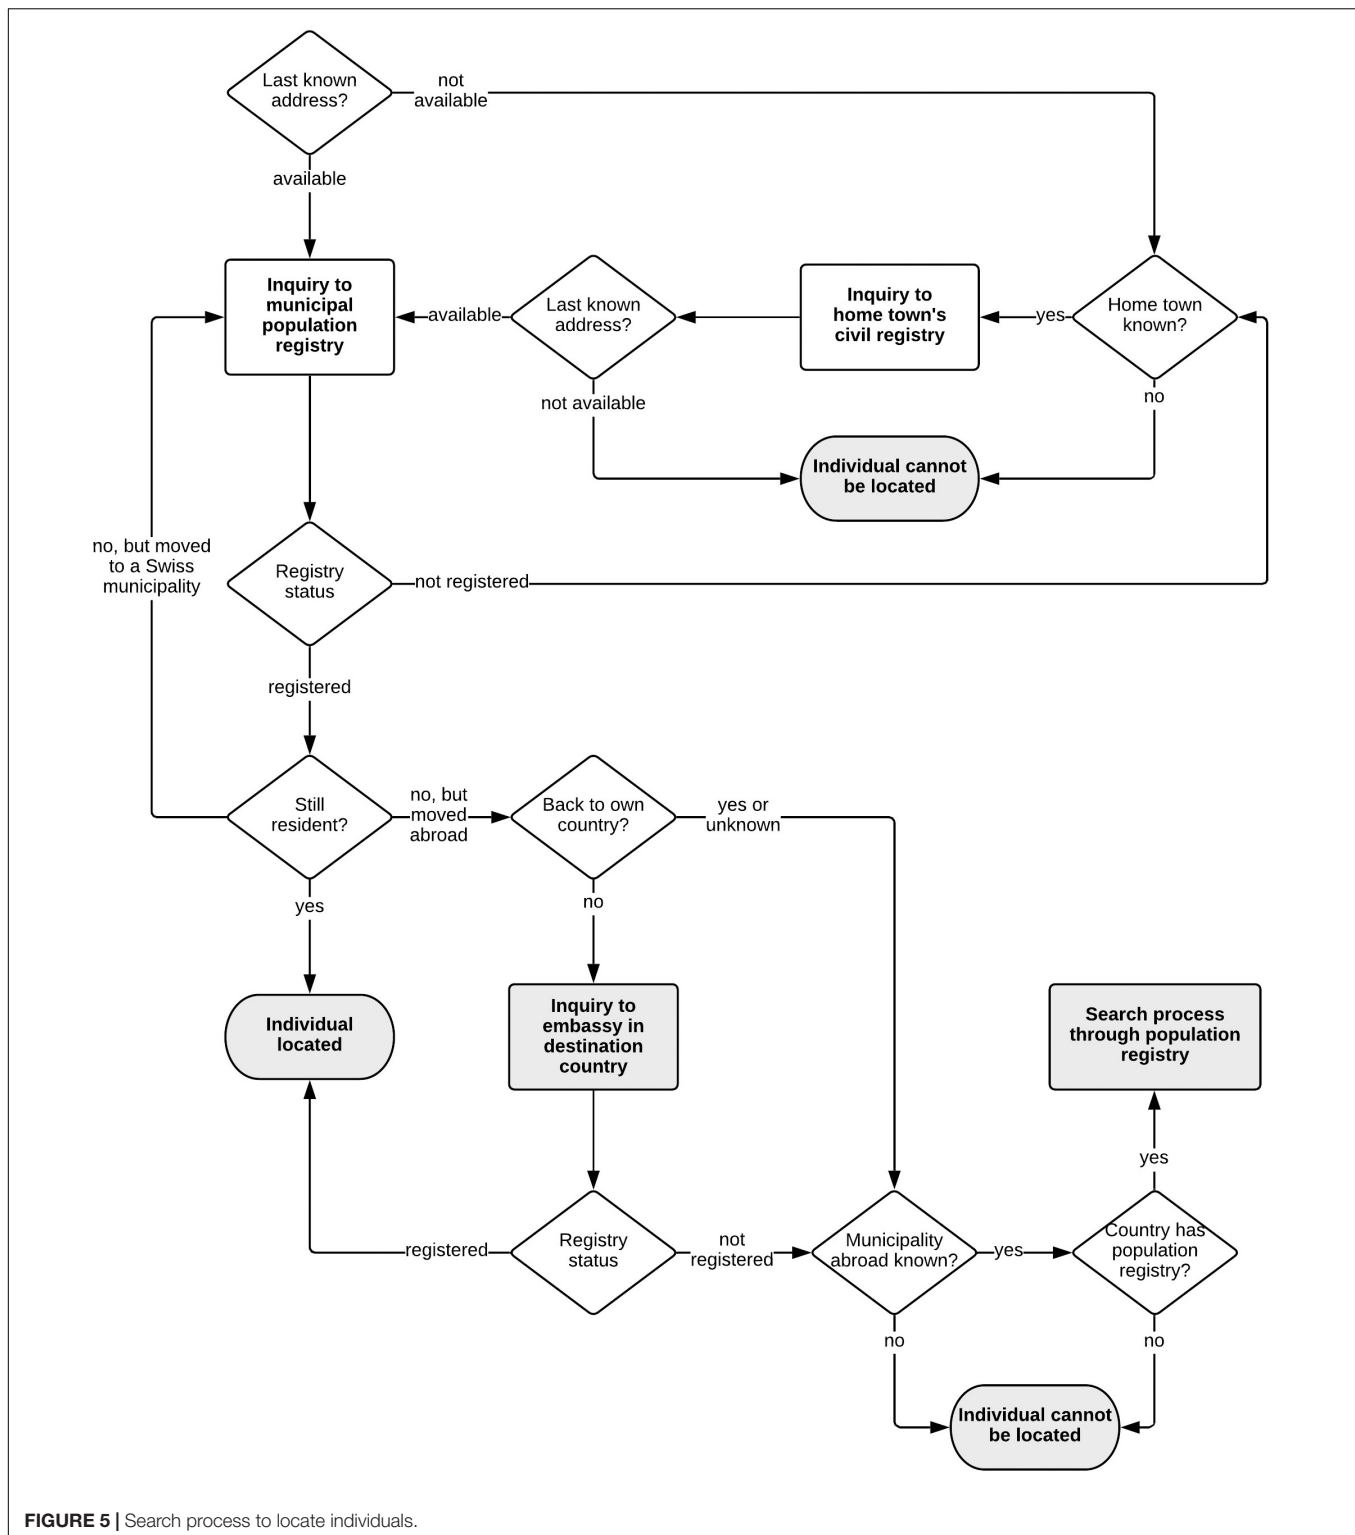 Last known
address?
not
available
available
Inquiry to
municipal
population
registry
available
Last known
address?
Inquiry to
home town's
civil registry
yes
Home town
known?
not available
no
Individual cannot
be located
no, but moved
to a Swiss
municipality
Registry
status
not registered
registered
Still
resident?
no, but
moved
abroad
Back to own
country?
yes or
unknown
yes
no
Individual
located
Inquiry to
embassy in
destination
country
Search process
through population
registry
yes
registered
Registry
status
not
registered
Municipality
abroad known?
yes
Country has
population
registry?
no
no
Individual cannot
be located
FIGURE 5 | Search process to locate individuals.